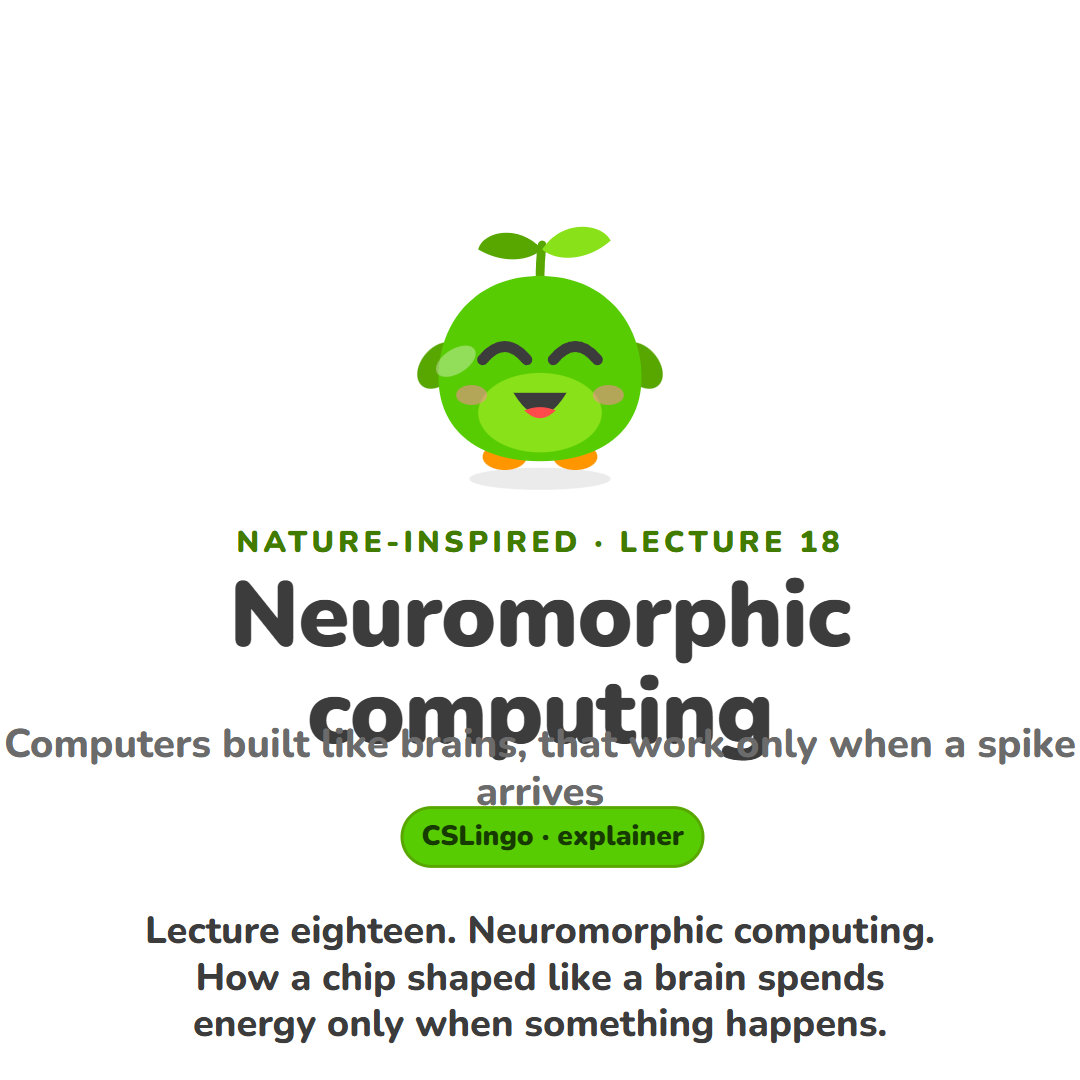 NATURE-INSPIRED · LECTURE 18
Neuromorphic
computing
Computers built like brains, that work only when a spike
arrives
CSLingo · explainer
Lecture eighteen. Neuromorphic computing.
How a chip shaped like a brain spends
energy only when something happens.